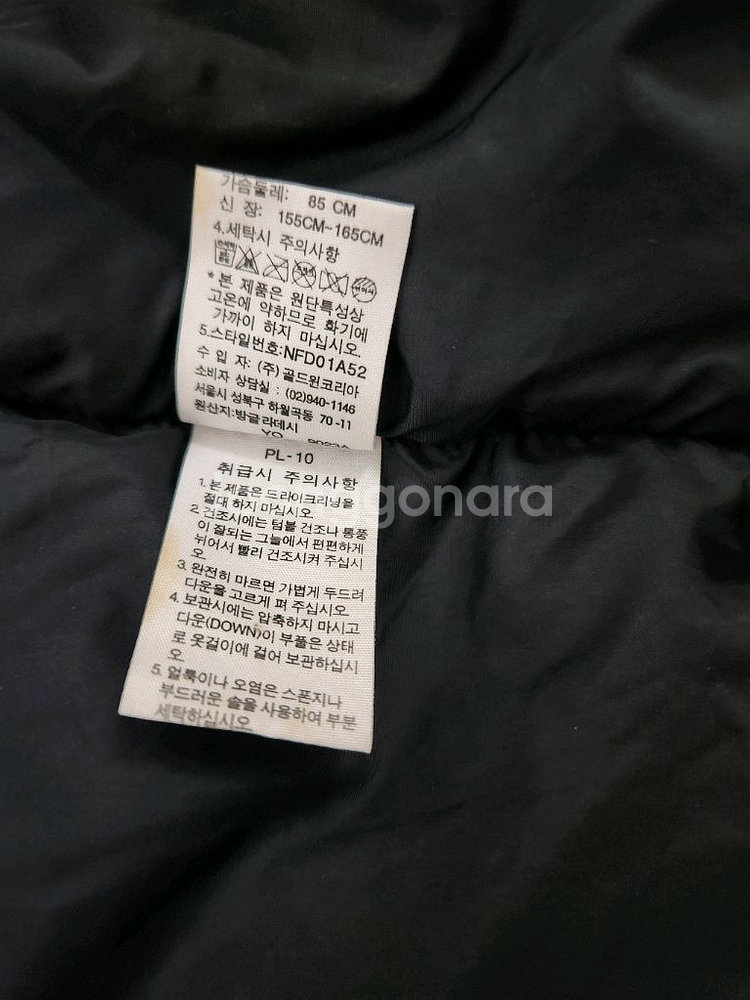 가슴둘레: 85 CM
신 장: 155CM~165CM
4.세탁시 주의사항
*본 제품은 원단특성상
고온에 약하므로 화기에
가까이 하지 마십시오.
5.스타일번호:NFD01A52
수 입 자: (주)골드윈코리아
소비자 상담실 : (02)940-1146
서울시 성북구 하월곡동 70-11
원산지:방글라데시
YO
PL-10
취급시 주의사항
1. 본 제품은 드라이크리닝을
절대 하지 마십시오.
2. 건조시에는 텀블 건조나 통풍
이 잘되는 그늘에서 편편하게
뉘어서 빨리 건조시켜 주십시
오.
3. 완전히 마르면 가볍게 두드려
다운을 고르게 펴 주십시오.
4. 보관시에는 압축하지 마시고
다운(DOWN)이 부풀은 상태
로 옷걸이에 걸어 보관하십시
오.
5. 얼룩이나 오염은 스폰지나
부드러운 솔을 사용하여 부분
세탁하십시오
gonara